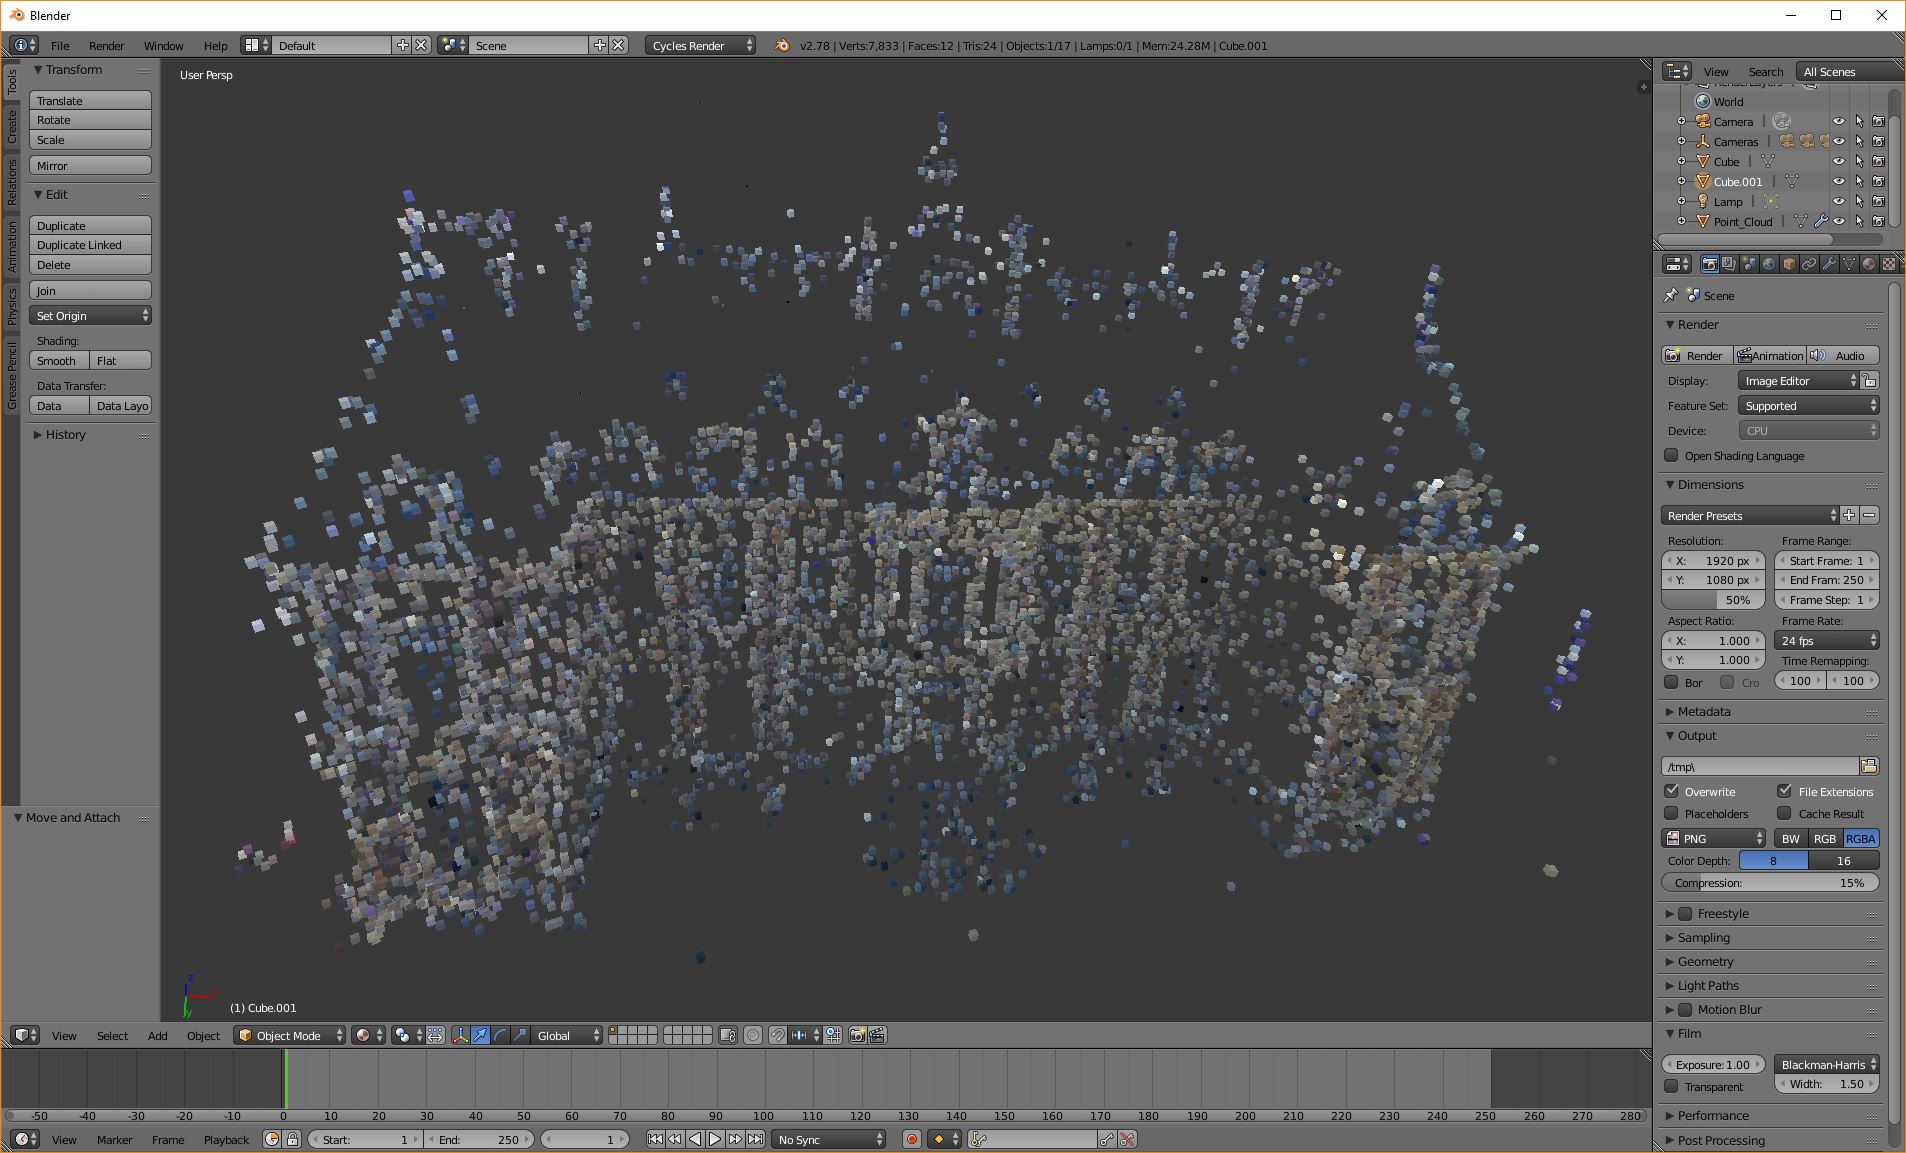 Blender
File Render Window Help Default Scene Cycles Render v2.78 | Verts:7,833 | Faces:12 | Tris:24 | Objects:1/17 | Lamps:0/1 | Mem:24.28M | Cube.001
Tools
Create
Relations
Animation
Physics
Grease Pencil
Transform
Translate
Rotate
Scale
Mirror
Edit
Duplicate
Duplicate Linked
Delete
Join
Set Origin
Shading:
Smooth Flat
Data Transfer:
Data Data Layo
History
Move and Attach
User Persp
z
x
y
(1) Cube.001
View Search All Scenes
RenderLayers
World
Camera
Cameras
Cube
Cube.001
Lamp
Point_Cloud
Scene
Render
Render Animation Audio
Display: Image Editor
Feature Set: Supported
Device: CPU
Open Shading Language
Dimensions
Render Presets
Resolution: Frame Range:
X: 1920 px Start Frame: 1
Y: 1080 px End Fram: 250
50% Frame Step: 1
Aspect Ratio: Frame Rate:
X: 1.000 24 fps
Y: 1.000 Time Remapping:
Bor Cro 100 100
Metadata
Output
/tmp\
Overwrite File Extensions
Placeholders Cache Result
PNG BW RGB RGBA
Color Depth: 8 16
Compression: 15%
Freestyle
Sampling
Geometry
Light Paths
Motion Blur
Film
Exposure: 1.00 Blackman-Harris
Transparent Width: 1.50
Performance
Post Processing
View Select Add Object Object Mode Global
-50 -40 -30 -20 -10 0 10 20 30 40 50 60 70 80 90 100 110 120 130 140 150 160 170 180 190 200 210 220 230 240 250 260 270 280
View Marker Frame Playback Start: 1 End: 250 1 No Sync